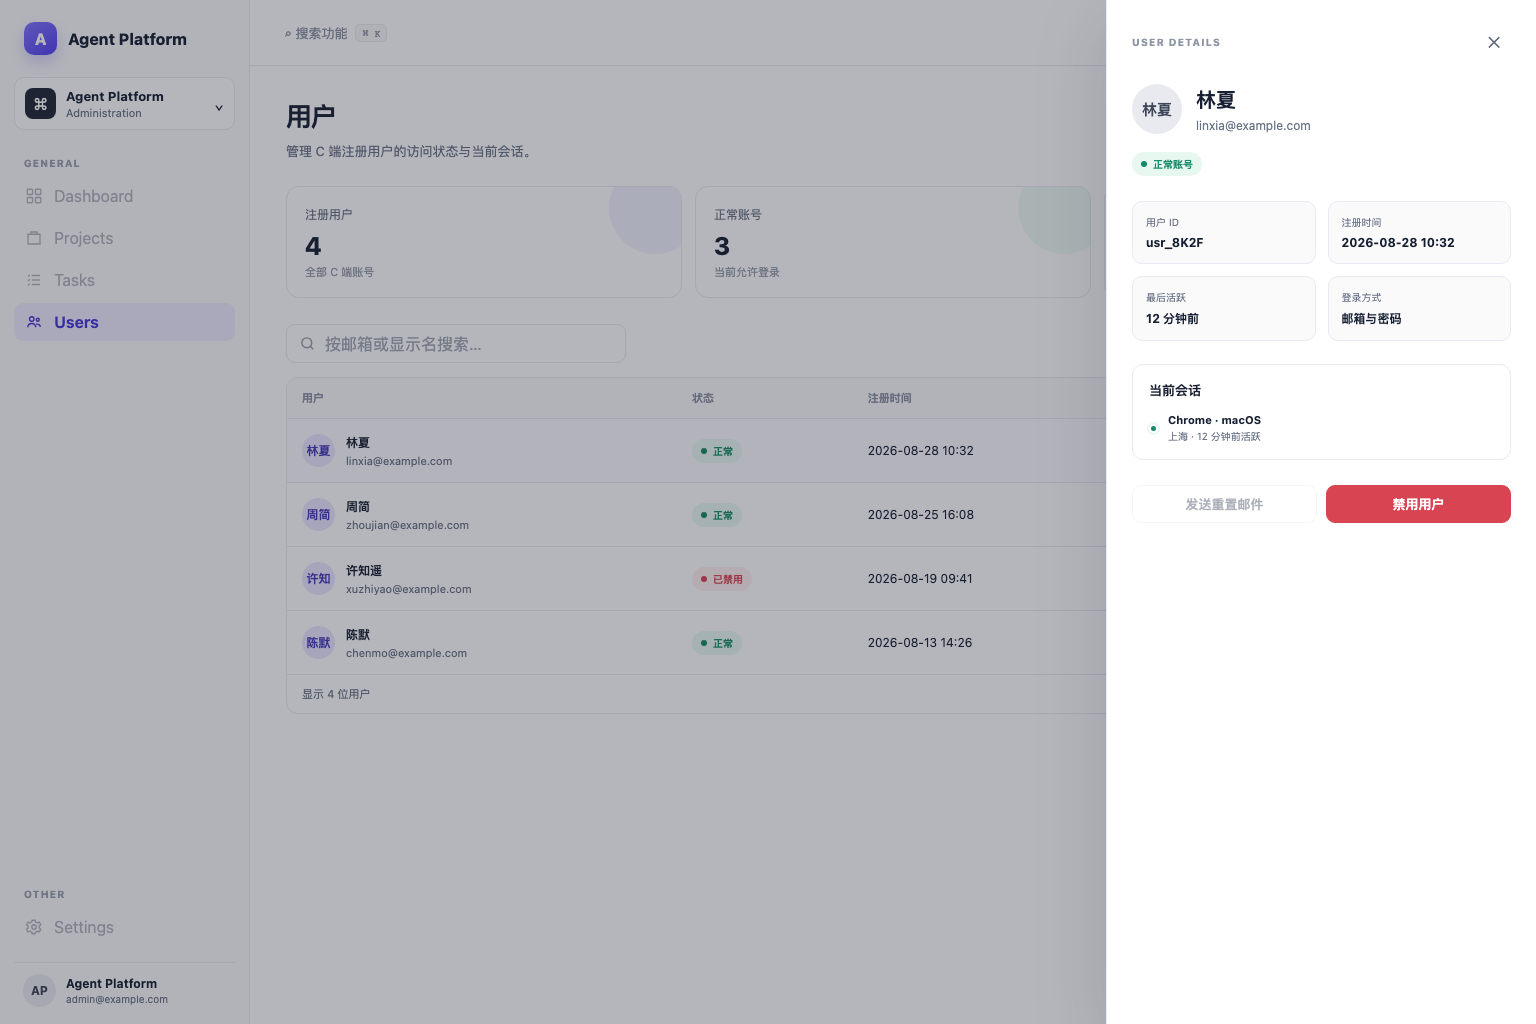 A
Agent Platform
⌘
Agent Platform
Administration
GENERAL
Dashboard
Projects
Tasks
Users
OTHER
Settings
AP
Agent Platform
admin@example.com
搜索功能 ⌘ K
用户
管理 C 端注册用户的访问状态与当前会话。
注册用户
4
全部 C 端账号
正常账号
3
当前允许登录
按邮箱或显示名搜索...
用户 状态 注册时间
林夏
林夏
linxia@example.com
正常
2026-08-28 10:32
周简
周简
zhoujian@example.com
正常
2026-08-25 16:08
许知
许知遥
xuzhiyao@example.com
已禁用
2026-08-19 09:41
陈默
陈默
chenmo@example.com
正常
2026-08-13 14:26
显示 4 位用户
USER DETAILS
林夏
林夏
linxia@example.com
正常账号
用户 ID
usr_8K2F
注册时间
2026-08-28 10:32
最后活跃
12 分钟前
登录方式
邮箱与密码
当前会话
Chrome · macOS
上海 · 12 分钟前活跃
发送重置邮件
禁用用户